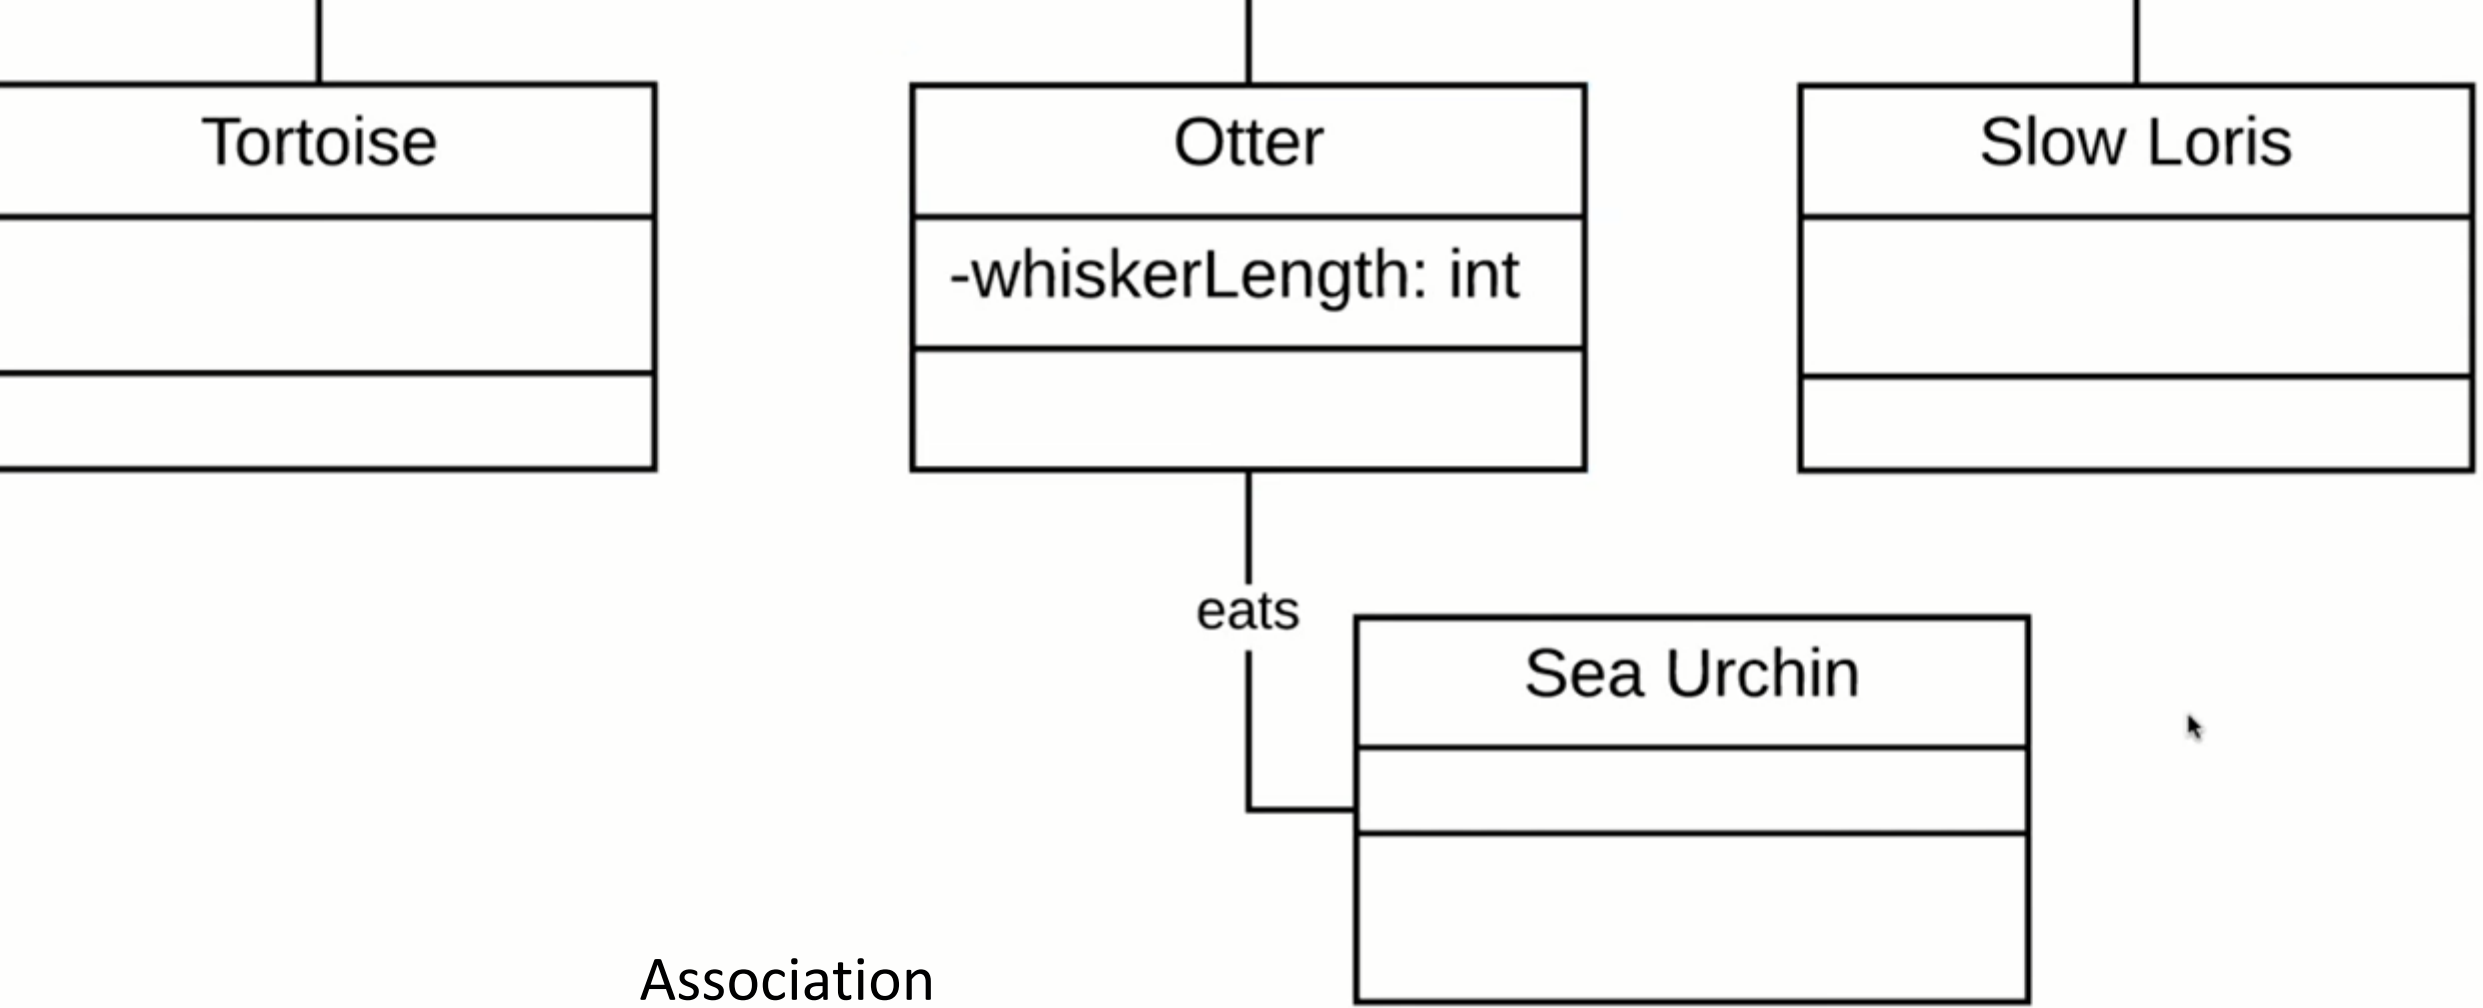 Tortoise
Otter
Slow Loris
-whiskerLength: int
eats
Sea Urchin
Association